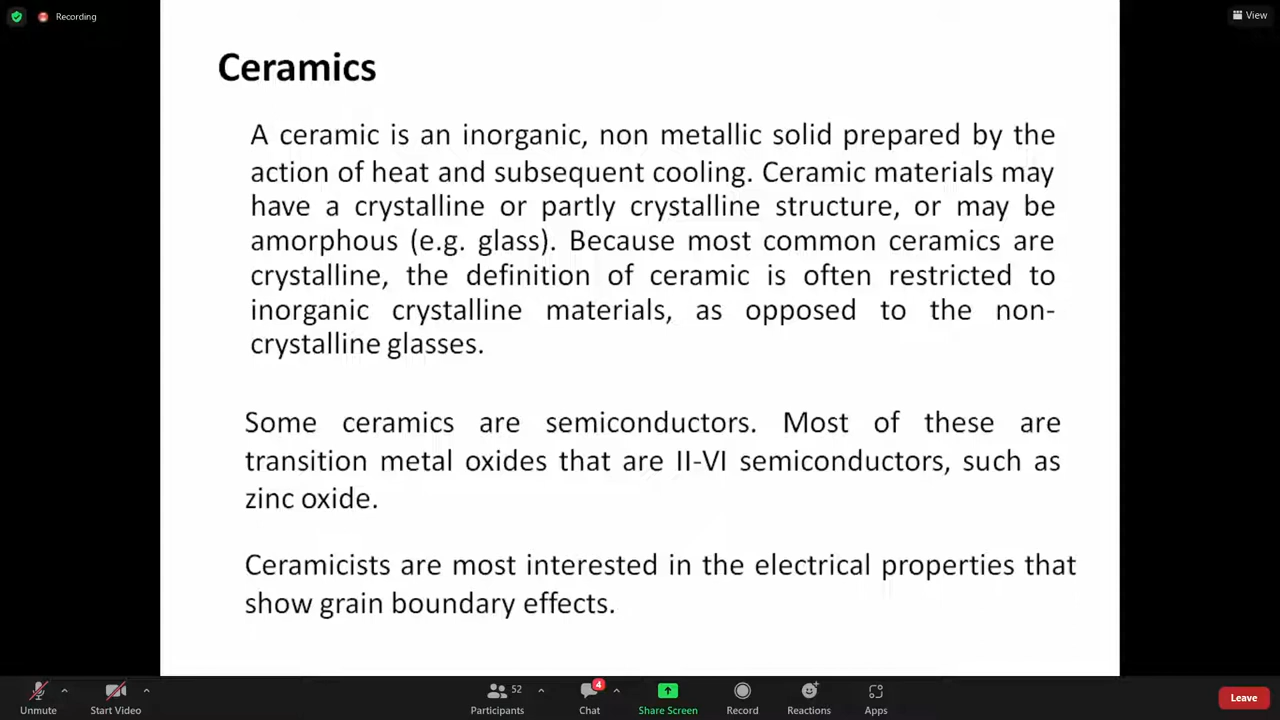 Recording
View
Ceramics
A ceramic is an inorganic, non metallic solid prepared by the
action of heat and subsequent cooling. Ceramic materials may
have a crystalline or partly crystalline structure, or may be
amorphous (e.g. glass). Because most common ceramics are
crystalline, the definition of ceramic is often restricted to
inorganic crystalline materials, as opposed to the non-
crystalline glasses.
Some ceramics are semiconductors. Most of these are
transition metal oxides that are II-VI semiconductors, such as
zinc oxide.
Ceramicists are most interested in the electrical properties that
show grain boundary effects.
52
4
Unmute
Start Video
Participants
Chat
Share Screen
Record
Reactions
Apps
Leave